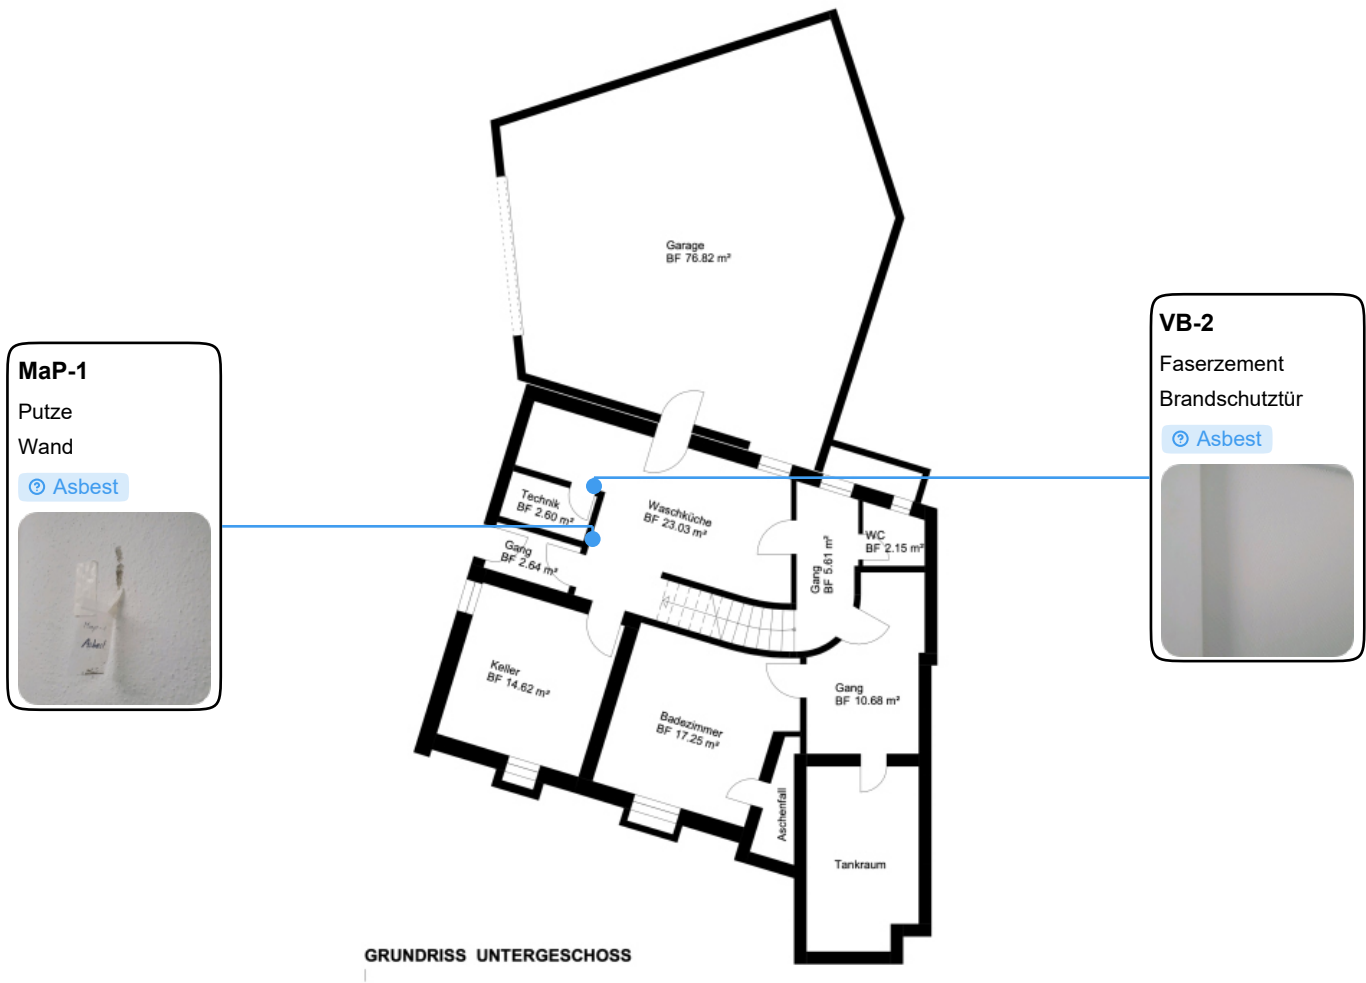 Garage
BF 76.82 m²
VB-2
Faserzement
Brandschutztür
Asbest
MaP-1
Putze
Wand
Asbest
Asbest
Technik
BF 2.60 m²
Waschküche
BF 23.03 m²
Gang
BF 2.64 m²
Gang
BF 5.61 m²
WC
BF 2.15 m²
Keller
BF 14.62 m²
Badezimmer
BF 17.25 m²
Gang
BF 10.68 m²
Aschenfall
Tankraum
GRUNDRISS UNTERGESCHOSS